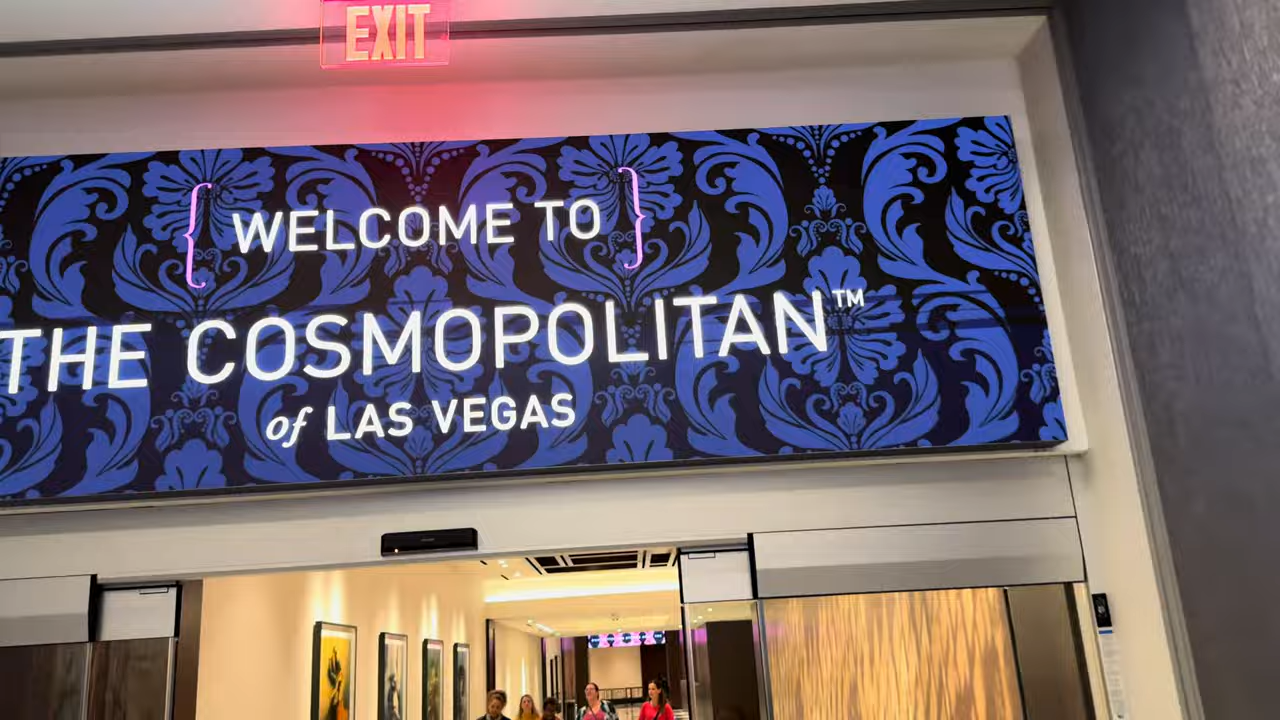 EXIT
{ WELCOME TO }
THE COSMOPOLITAN™
of LAS VEGAS